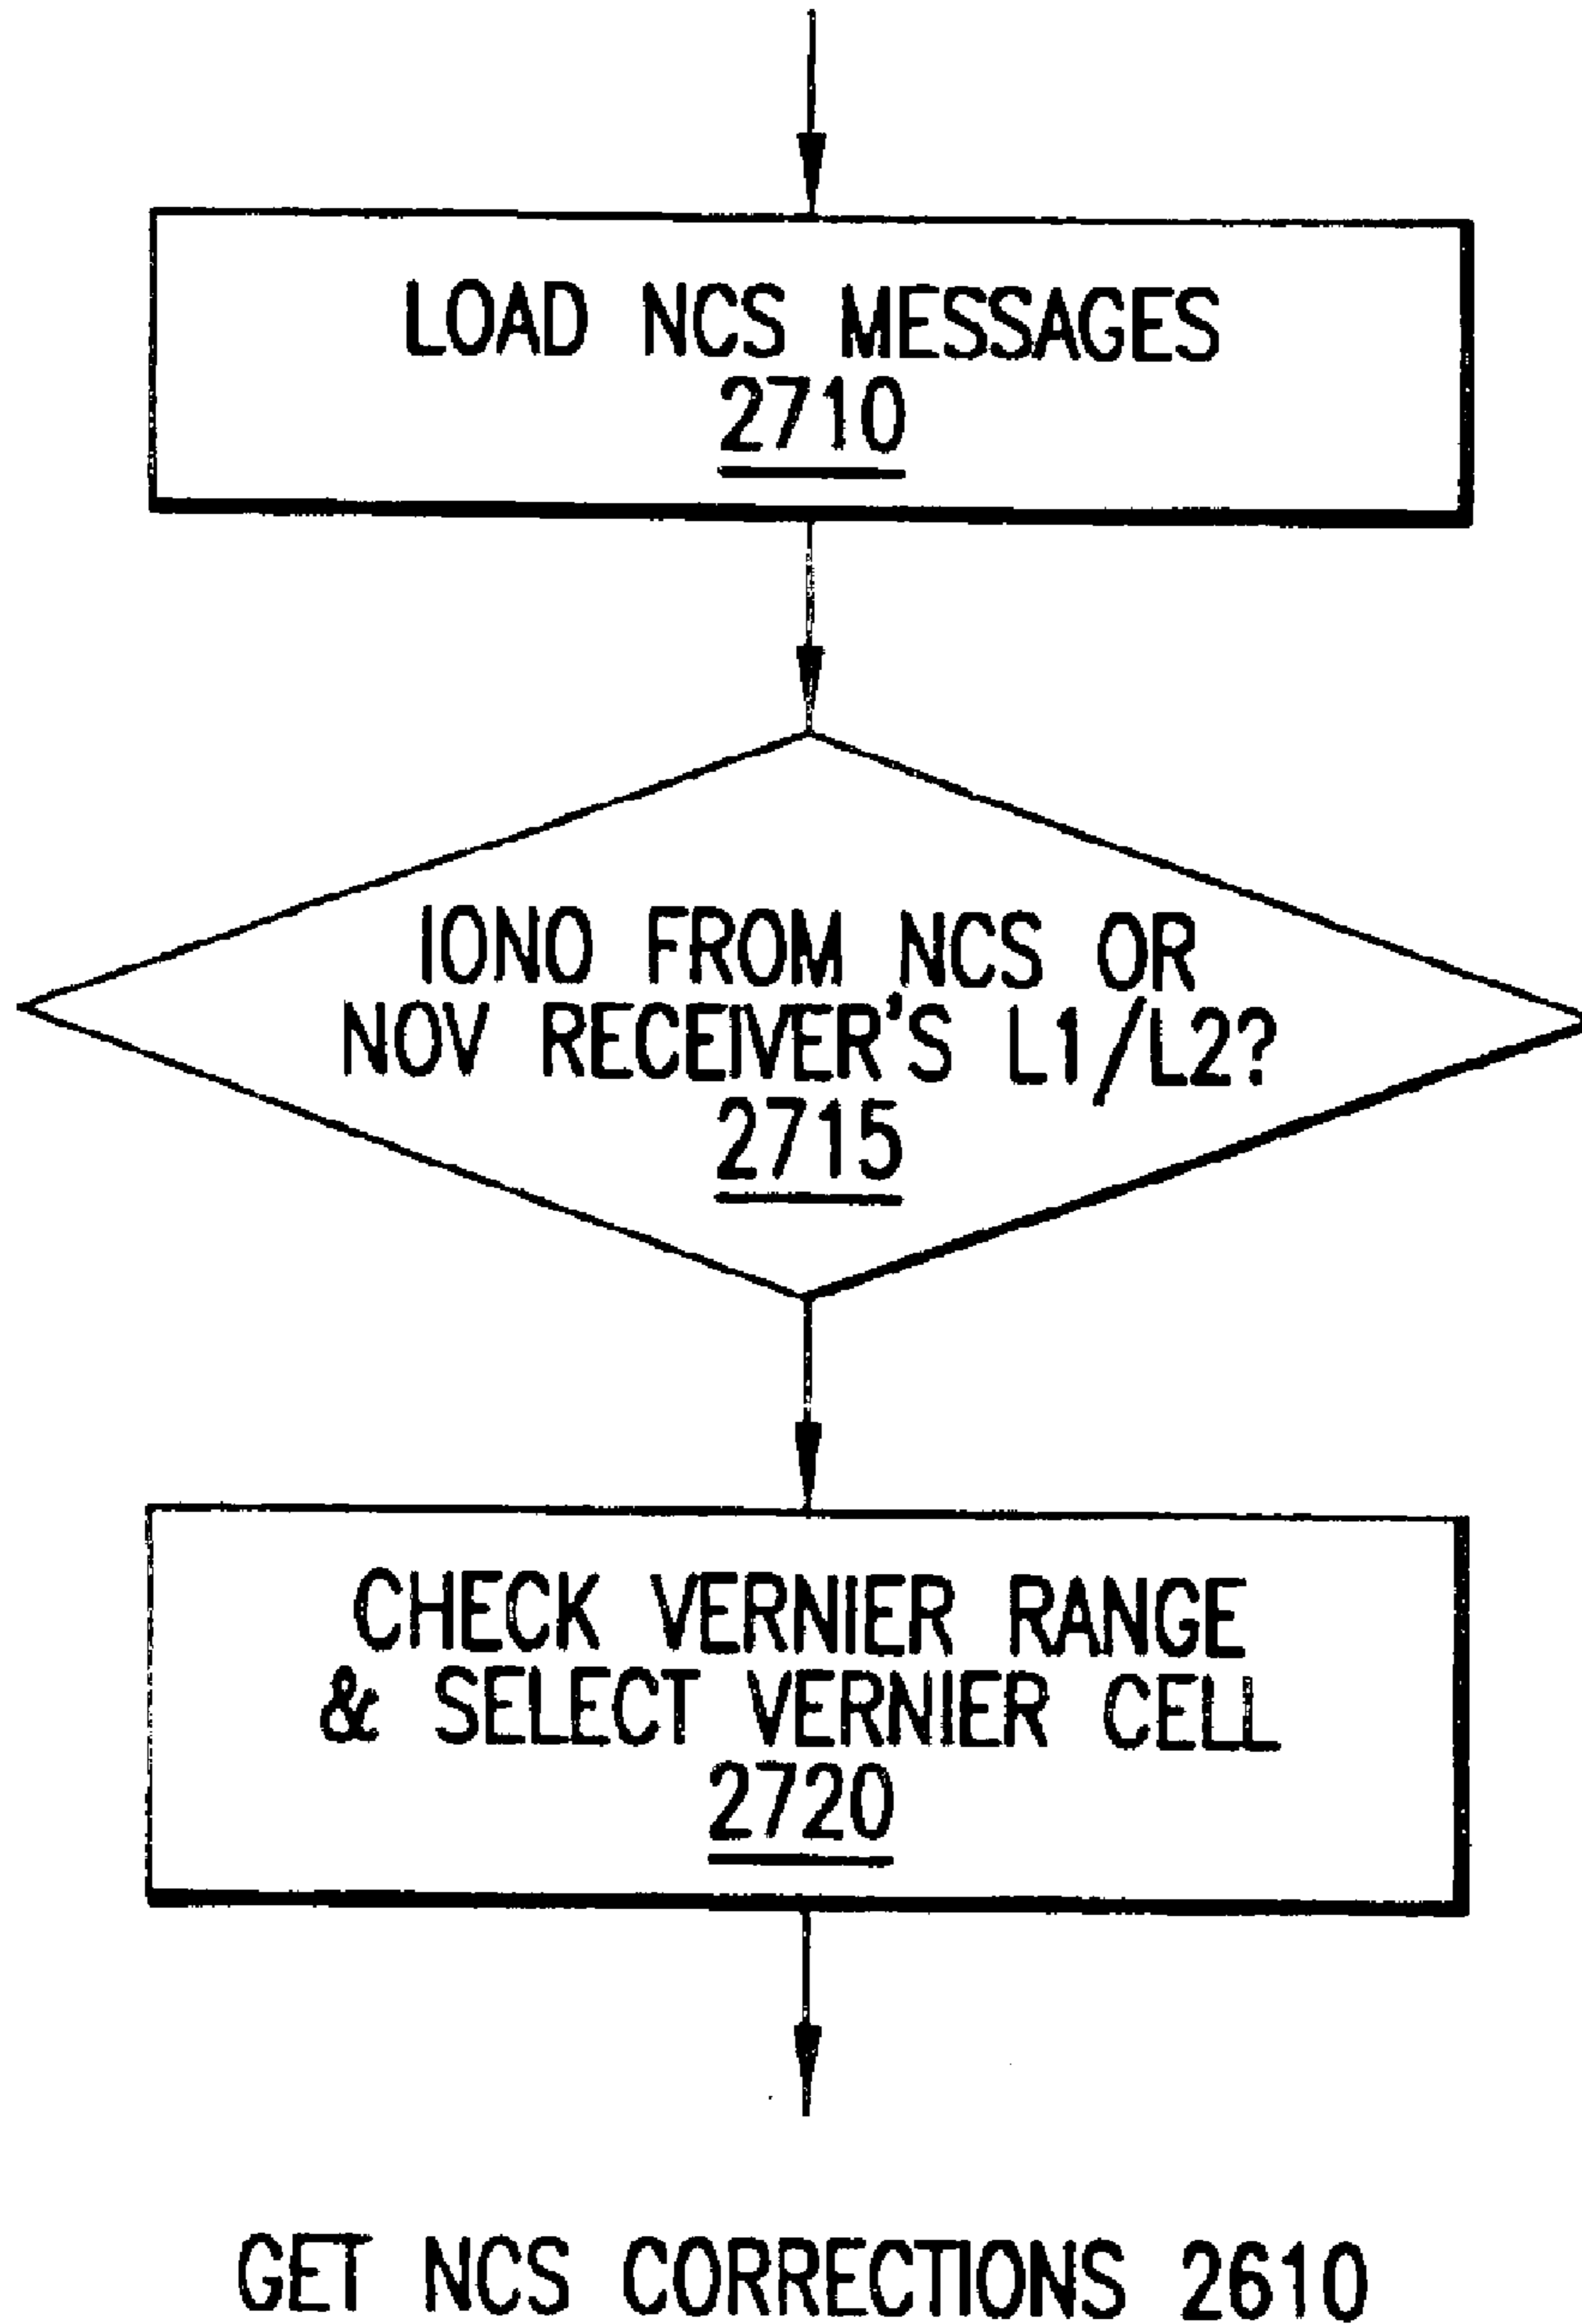 LOAD NCS MESSAGES
2710
IONO FROM NCS OR
NOV RECEIVER'S L1/L2?
2715
CHECK VERNIER RANGE
& SELECT VERNIER CELL
2720
GET NCS CORRECTIONS 2610